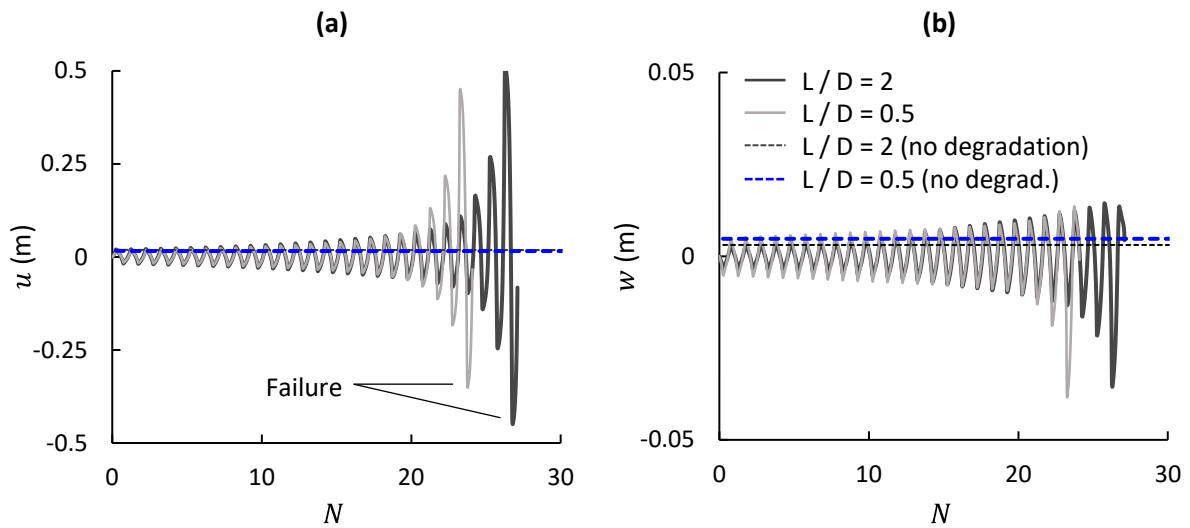 (a)
0.5
0.25
0
-0.25
-0.5
u (m)
Failure
0
10
20
30
N
(b)
0.05
0
-0.05
w (m)
L / D = 2
L / D = 0.5
L / D = 2 (no degradation)
L / D = 0.5 (no degrad.)
0
10
20
30
N